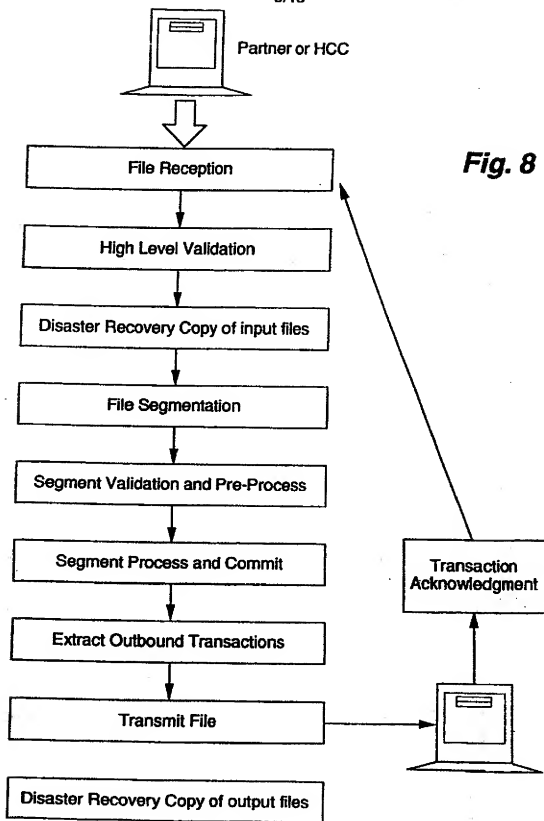 Partner or HCC
Fig. 8
File Reception
High Level Validation
Disaster Recovery Copy of input files
File Segmentation
Segment Validation and Pre-Process
Segment Process and Commit
Transaction
Acknowledgment
Extract Outbound Transactions
Transmit File
Disaster Recovery Copy of output files